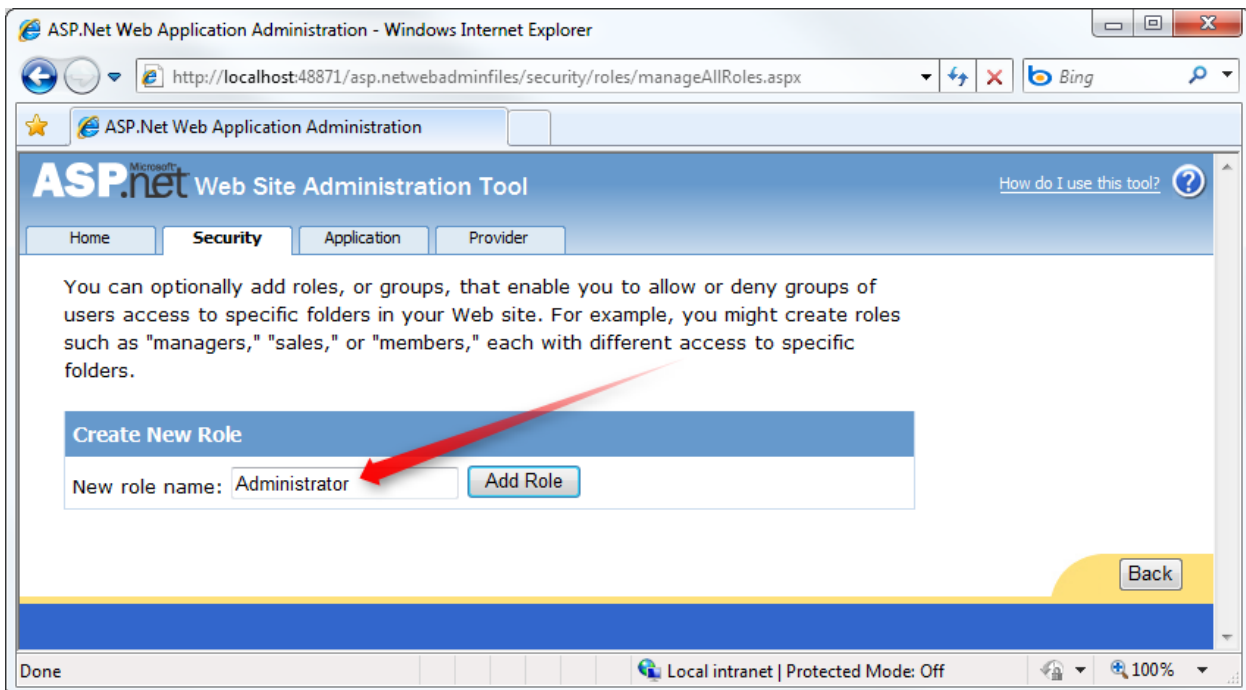 ASP.Net Web Application Administration - Windows Internet Explorer
http://localhost:48871/asp.netwebadminfiles/security/roles/manageAllRoles.aspx
Bing
ASP.Net Web Application Administration
Microsoft
ASP.net Web Site Administration Tool
How do I use this tool? ?
Home Security Application Provider
You can optionally add roles, or groups, that enable you to allow or deny groups of
users access to specific folders in your Web site. For example, you might create roles
such as "managers," "sales," or "members," each with different access to specific
folders.
Create New Role
New role name: Administrator Add Role
Back
Done Local intranet | Protected Mode: Off 100%